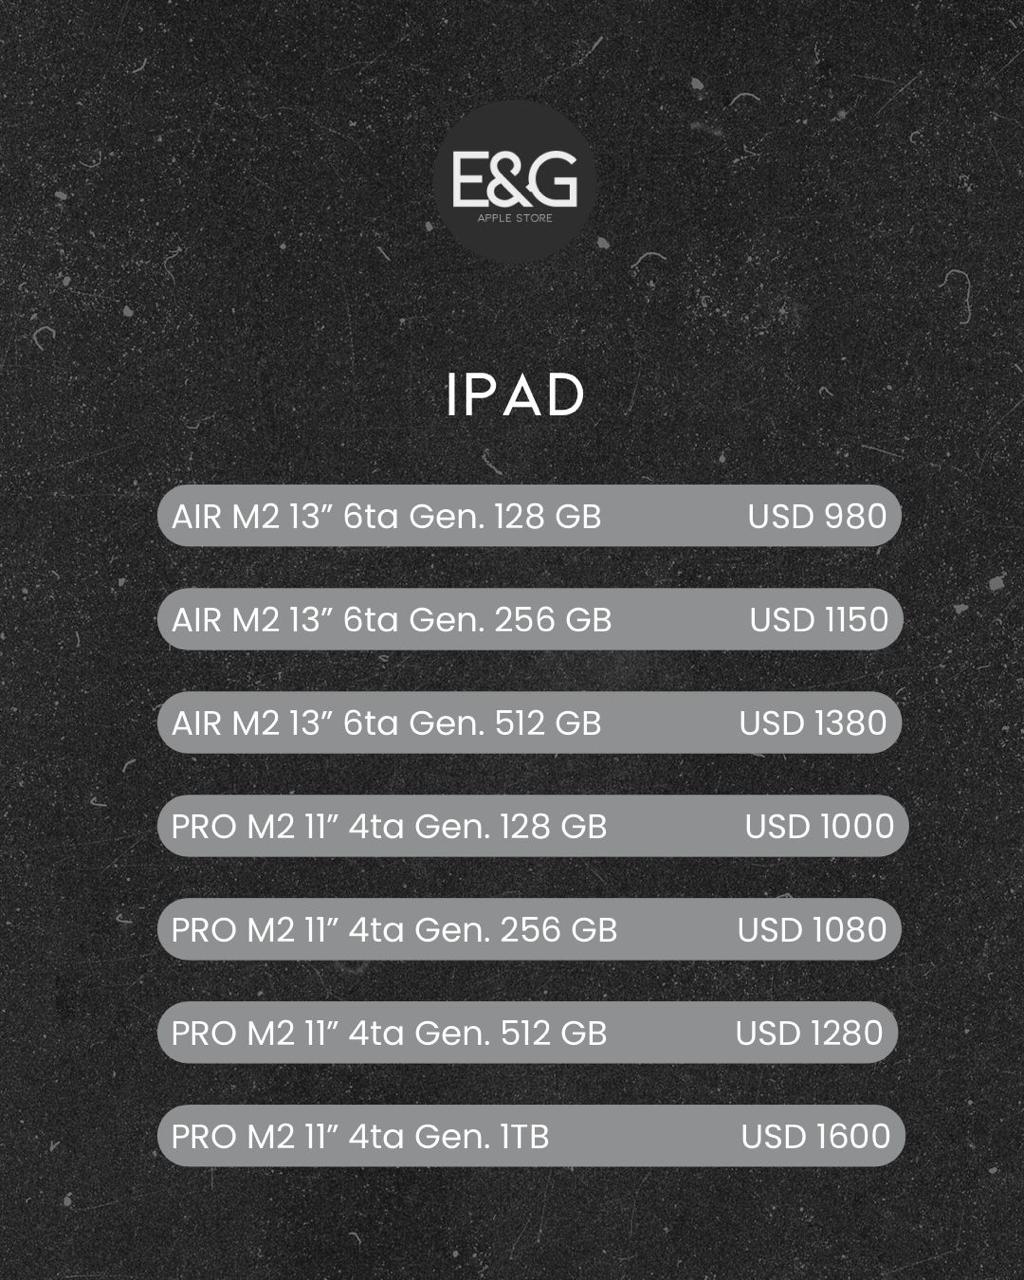 E&G
APPLE STORE
IPAD
AIR M2 13” 6ta Gen. 128 GB USD 980
AIR M2 13” 6ta Gen. 256 GB USD 1150
AIR M2 13” 6ta Gen. 512 GB USD 1380
PRO M2 11” 4ta Gen. 128 GB USD 1000
PRO M2 11” 4ta Gen. 256 GB USD 1080
PRO M2 11” 4ta Gen. 512 GB USD 1280
PRO M2 11” 4ta Gen. 1TB USD 1600